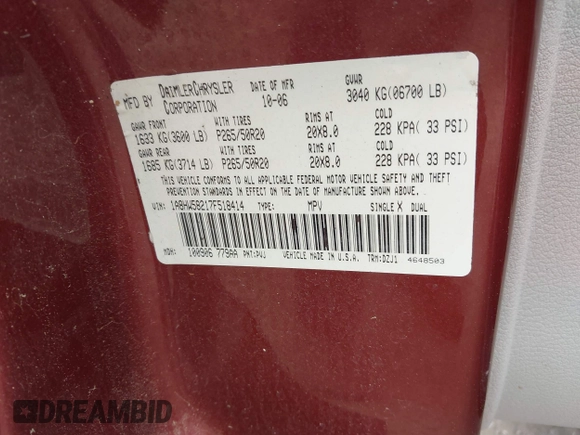 MFD BY DAIMLERCHRYSLER CORPORATION
DATE OF MFR 10-06
GVWR 3040 KG(06700 LB)
GAWR FRONT WITH TIRES RIMS AT COLD
1633 KG(3600 LB) P265/50R20 20X8.0 228 KPA( 33 PSI)
GAWR REAR WITH TIRES RIMS AT COLD
1685 KG(3714 LB) P265/50R20 20X8.0 228 KPA( 33 PSI)
THIS VEHICLE CONFORMS TO ALL APPLICABLE FEDERAL MOTOR VEHICLE SAFETY AND THEFT
PREVENTION STANDARDS IN EFFECT ON THE DATE OF MANUFACTURE SHOWN ABOVE.
VIN: 1A8HW58217F518414 TYPE: MPV SINGLE X DUAL
MDH: 100906 779AA PNT:PVJ VEHICLE MADE IN U.S.A. TRM:DZJ1 4648503
DREAMBID